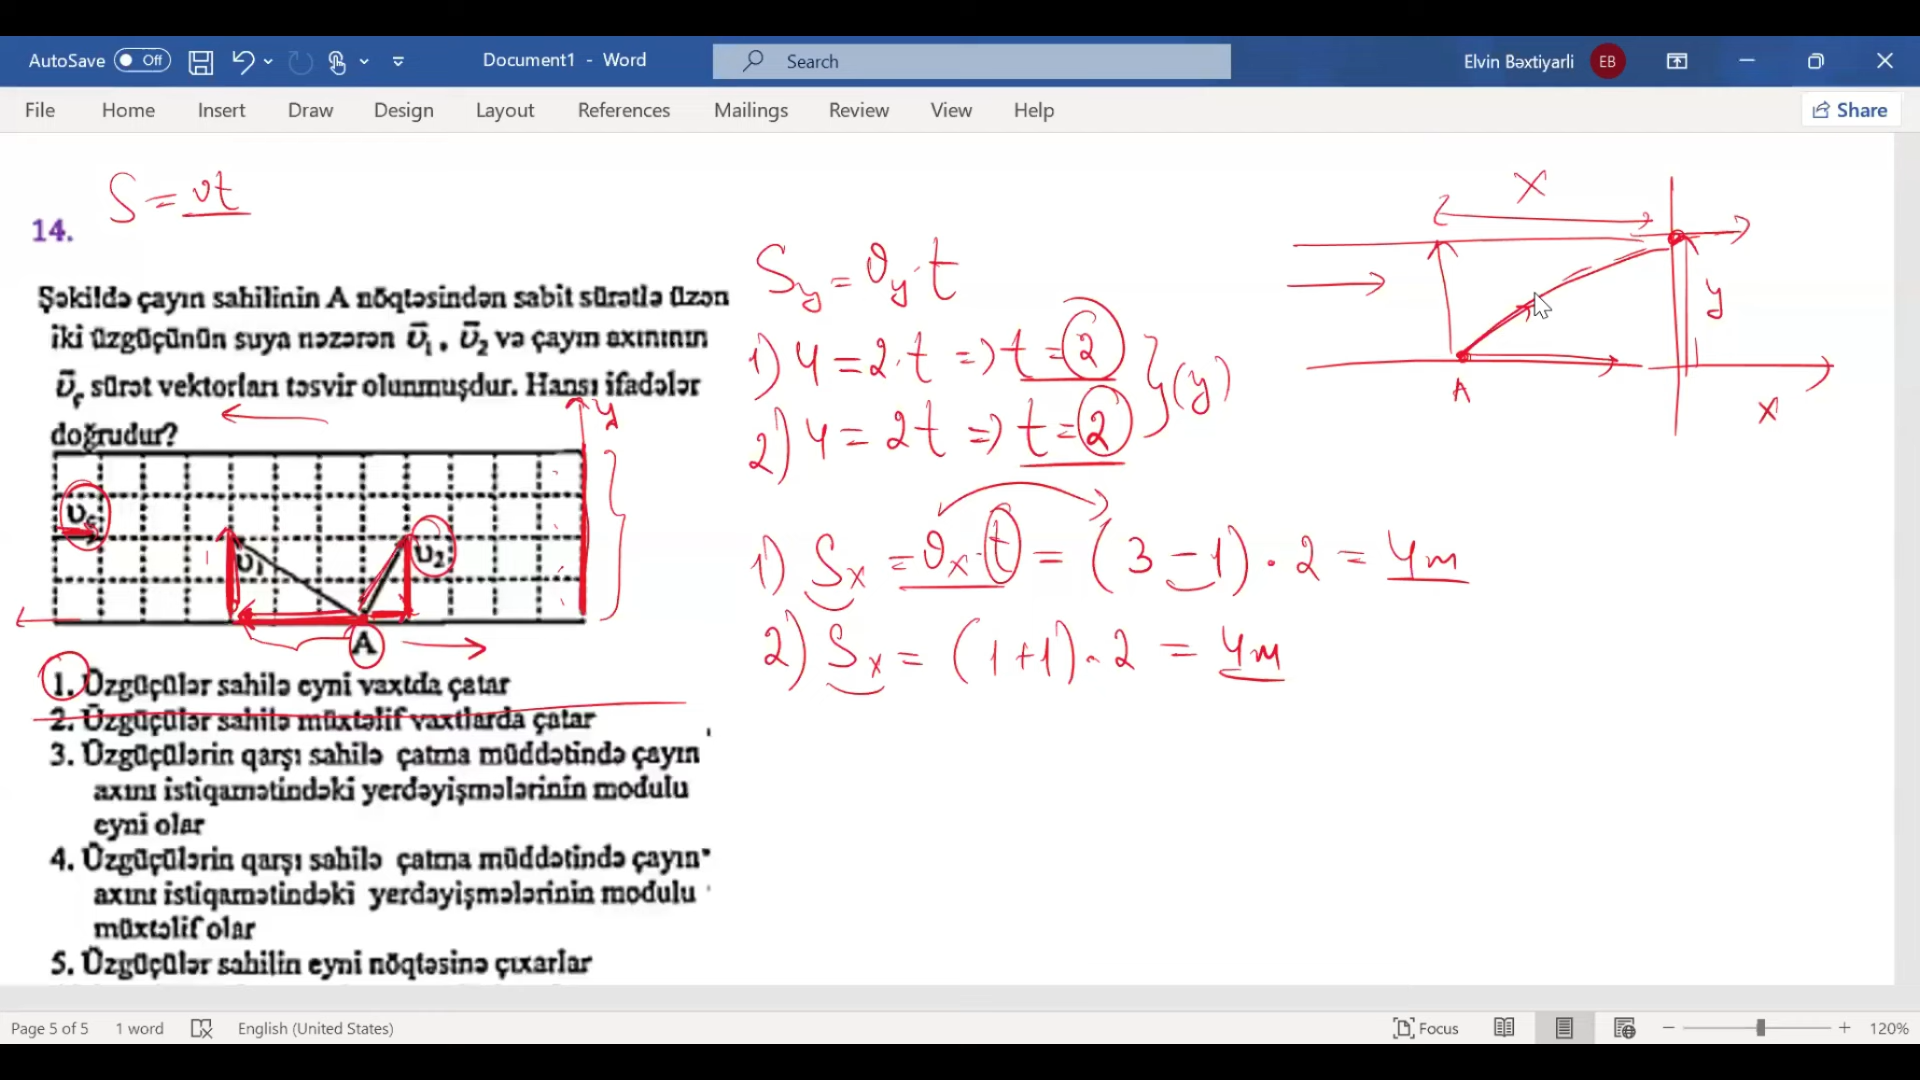 AutoSave Off Document1 - Word Search Elvin Bəxtiyarli EB
File Home Insert Draw Design Layout References Mailings Review View Help Share
S = vt
14.
Şəkildə çayın sahilinin A nöqtəsindən sabit sürətlə üzən
iki üzgüçünün suya nəzərən υ⃗₁ , υ⃗₂ və çayın axınının
υ⃗ç sürət vektorları təsvir olunmuşdur. Hansı ifadələr
doğrudur?
y
υç
υ₁
υ₂
A
1. Üzgüçülər sahilə eyni vaxtda çatar
2. Üzgüçülər sahilə müxtəlif vaxtlarda çatar
3. Üzgüçülərin qarşı sahilə çatma müddətində çayın
axını istiqamətindəki yerdəyişmələrinin modulu
eyni olar
4. Üzgüçülərin qarşı sahilə çatma müddətində çayın
axını istiqamətindəki yerdəyişmələrinin modulu
müxtəlif olar
5. Üzgüçülər sahilin eyni nöqtəsinə çıxarlar
Sy = υy · t
1) 4 = 2 · t => t = 2
2) 4 = 2t => t = 2
(y)
1) Sx = υx · t = (3 − 1) · 2 = 4m
2) Sx = (1 + 1) · 2 = 4m
X
y
A
X
Page 5 of 5 1 word English (United States) Focus 120%